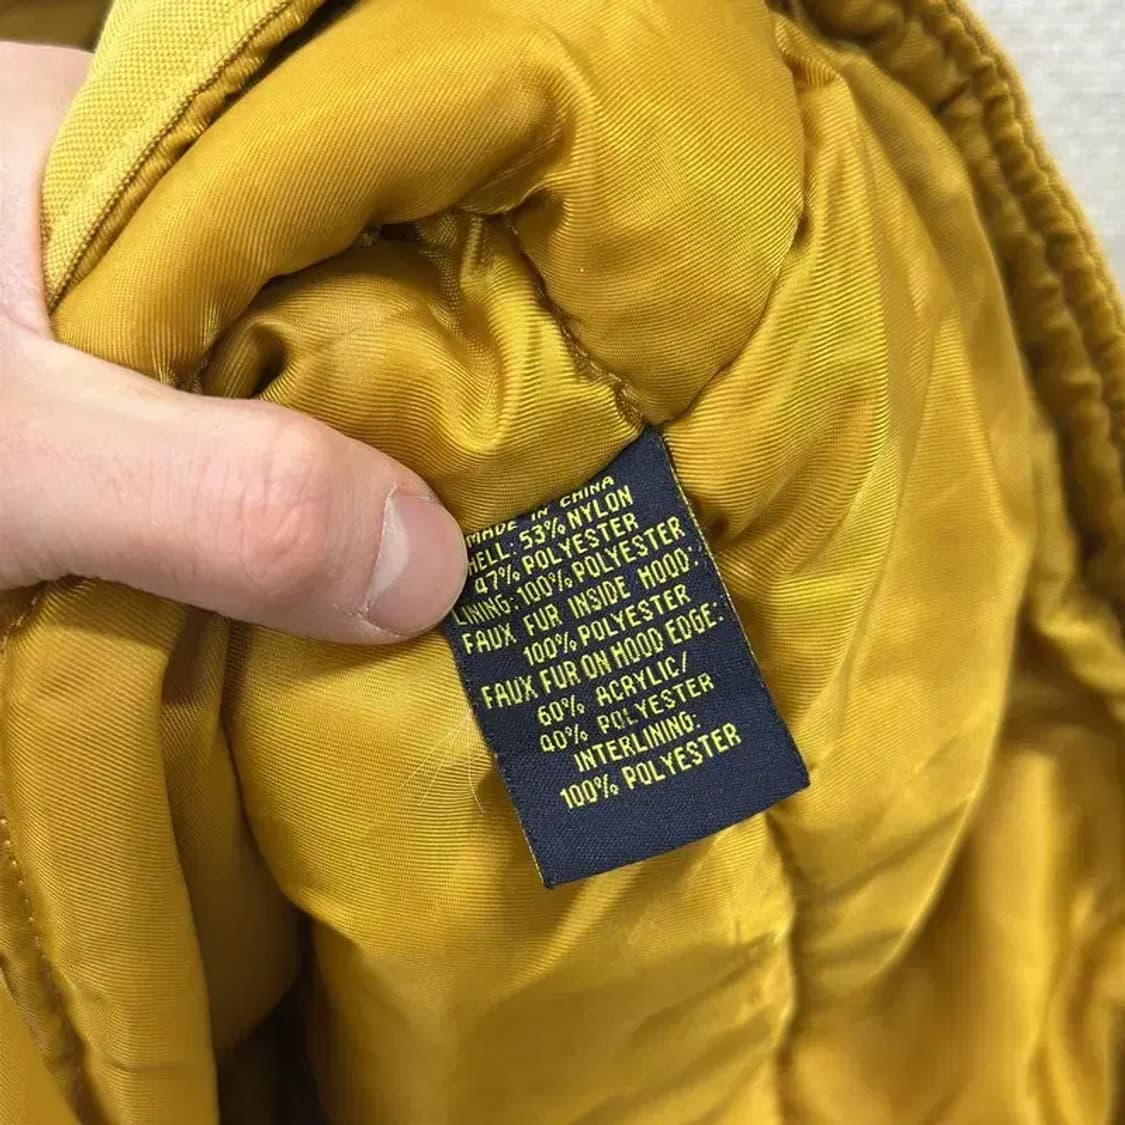 MADE IN CHINA
HELL: 53% NYLON
47% POLYESTER
LINING: 100% POLYESTER
FAUX FUR INSIDE HOOD:
100% POLYESTER
FAUX FUR ON HOOD EDGE:
60% ACRYLIC/
40% POLYESTER
INTERLINING:
100% POLYESTER